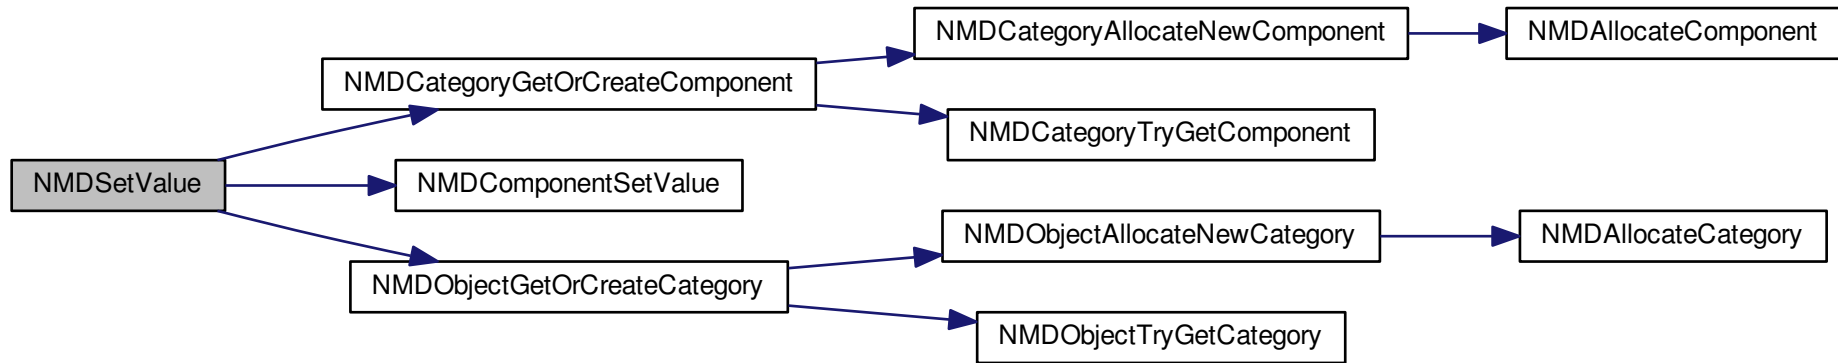 NMDSetValue
NMDCategoryGetOrCreateComponent
NMDCategoryAllocateNewComponent
NMDAllocateComponent
NMDCategoryTryGetComponent
NMDComponentSetValue
NMDObjectGetOrCreateCategory
NMDObjectAllocateNewCategory
NMDAllocateCategory
NMDObjectTryGetCategory